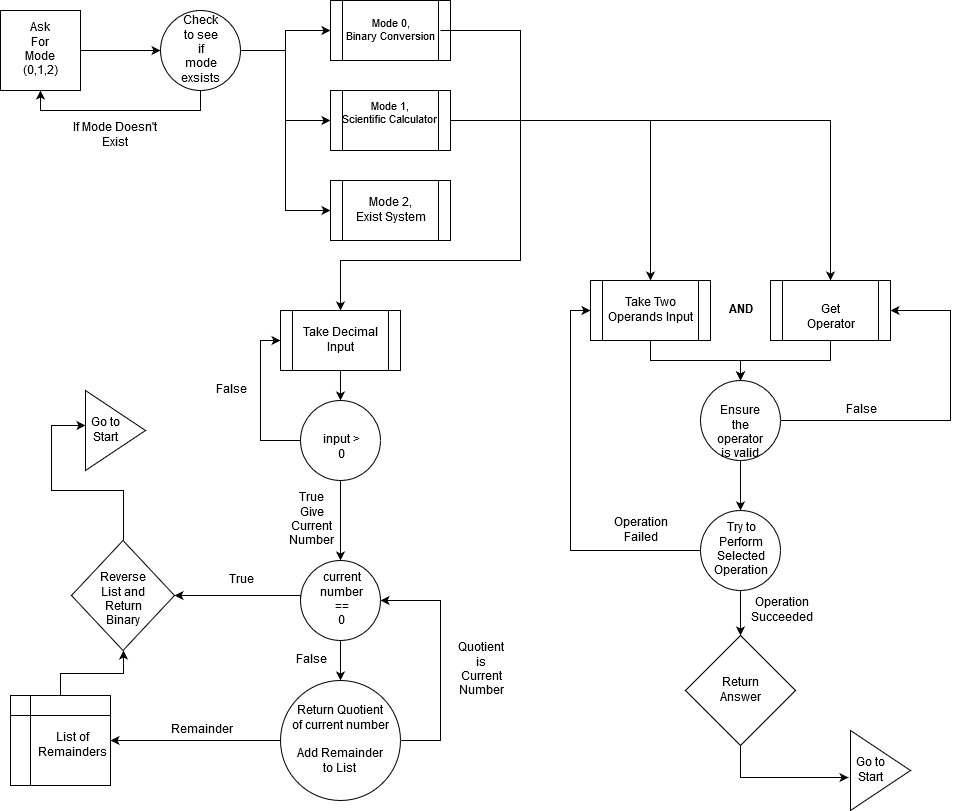 Ask
For
Mode
(0,1,2)
Check
to see
if
mode
exsists
If Mode Doesn't
Exist
Mode 0,
Binary Conversion
Mode 1,
Scientific Calculator
Mode 2,
Exist System
Take Decimal
Input
False
input >
0
True
Give
Current
Number
current
number
==
0
True
False
Reverse
List and
Return
Binary
Go to
Start
Return Quotient
of current number
Add Remainder
to List
Quotient
is
Current
Number
Remainder
List of
Remainders
Take Two
Operands Input
AND
Get
Operator
Ensure
the
operator
is valid
False
Try to
Perform
Selected
Operation
Operation
Failed
Operation
Succeeded
Return
Answer
Go to
Start